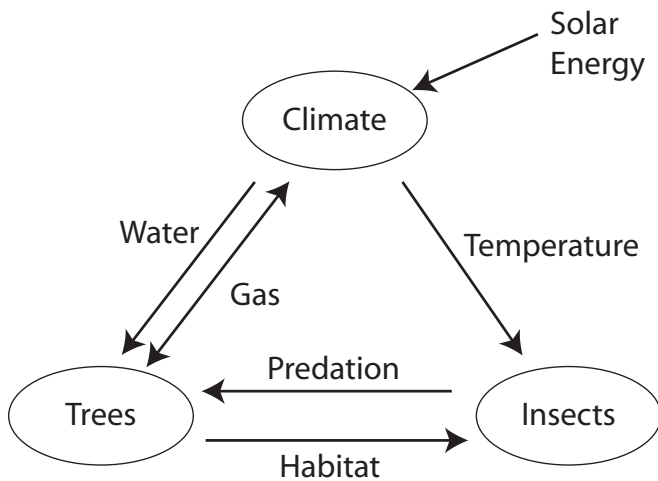 Solar
Energy
Climate
Water
Temperature
Gas
Predation
Trees
Insects
Habitat